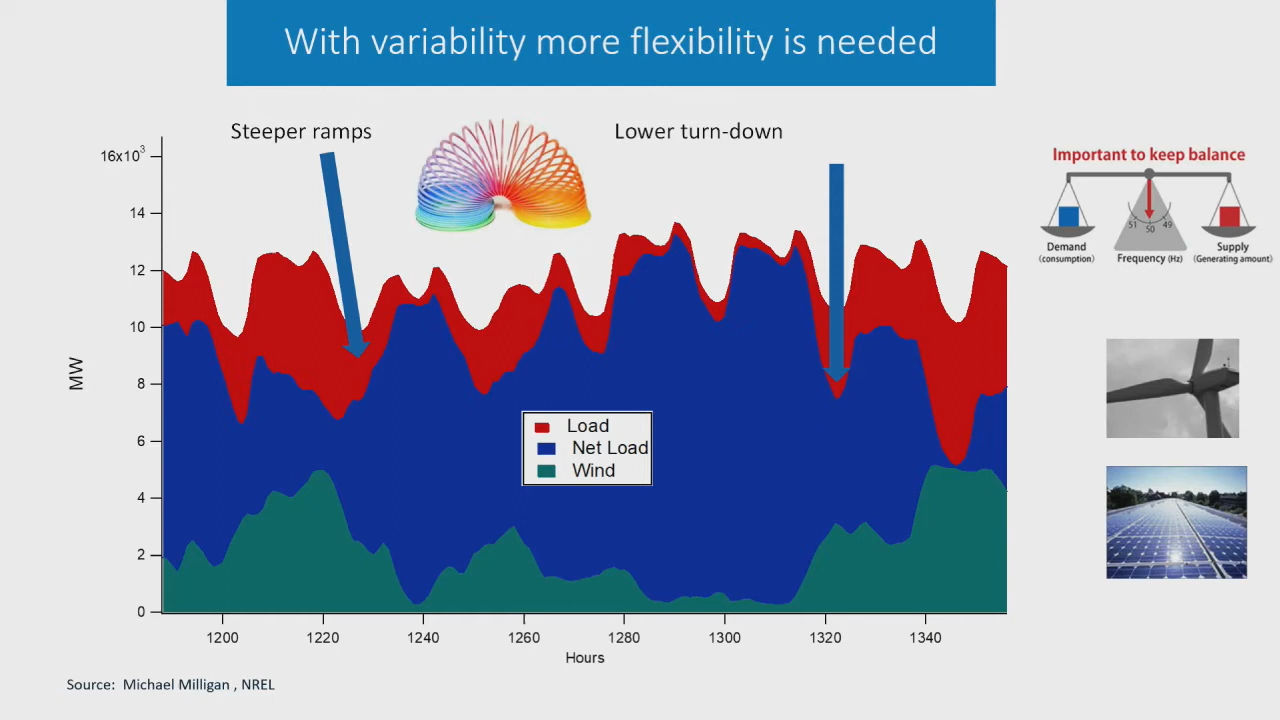 With variability more flexibility is needed
Steeper ramps
Lower turn-down
16x10³
14
12
10
8
6
4
2
0
MW
Load
Net Load
Wind
1200
1220
1240
1260
1280
1300
1320
1340
Hours
Important to keep balance
51
50
49
Demand
(consumption)
Frequency (Hz)
Supply
(Generating amount)
Source: Michael Milligan , NREL